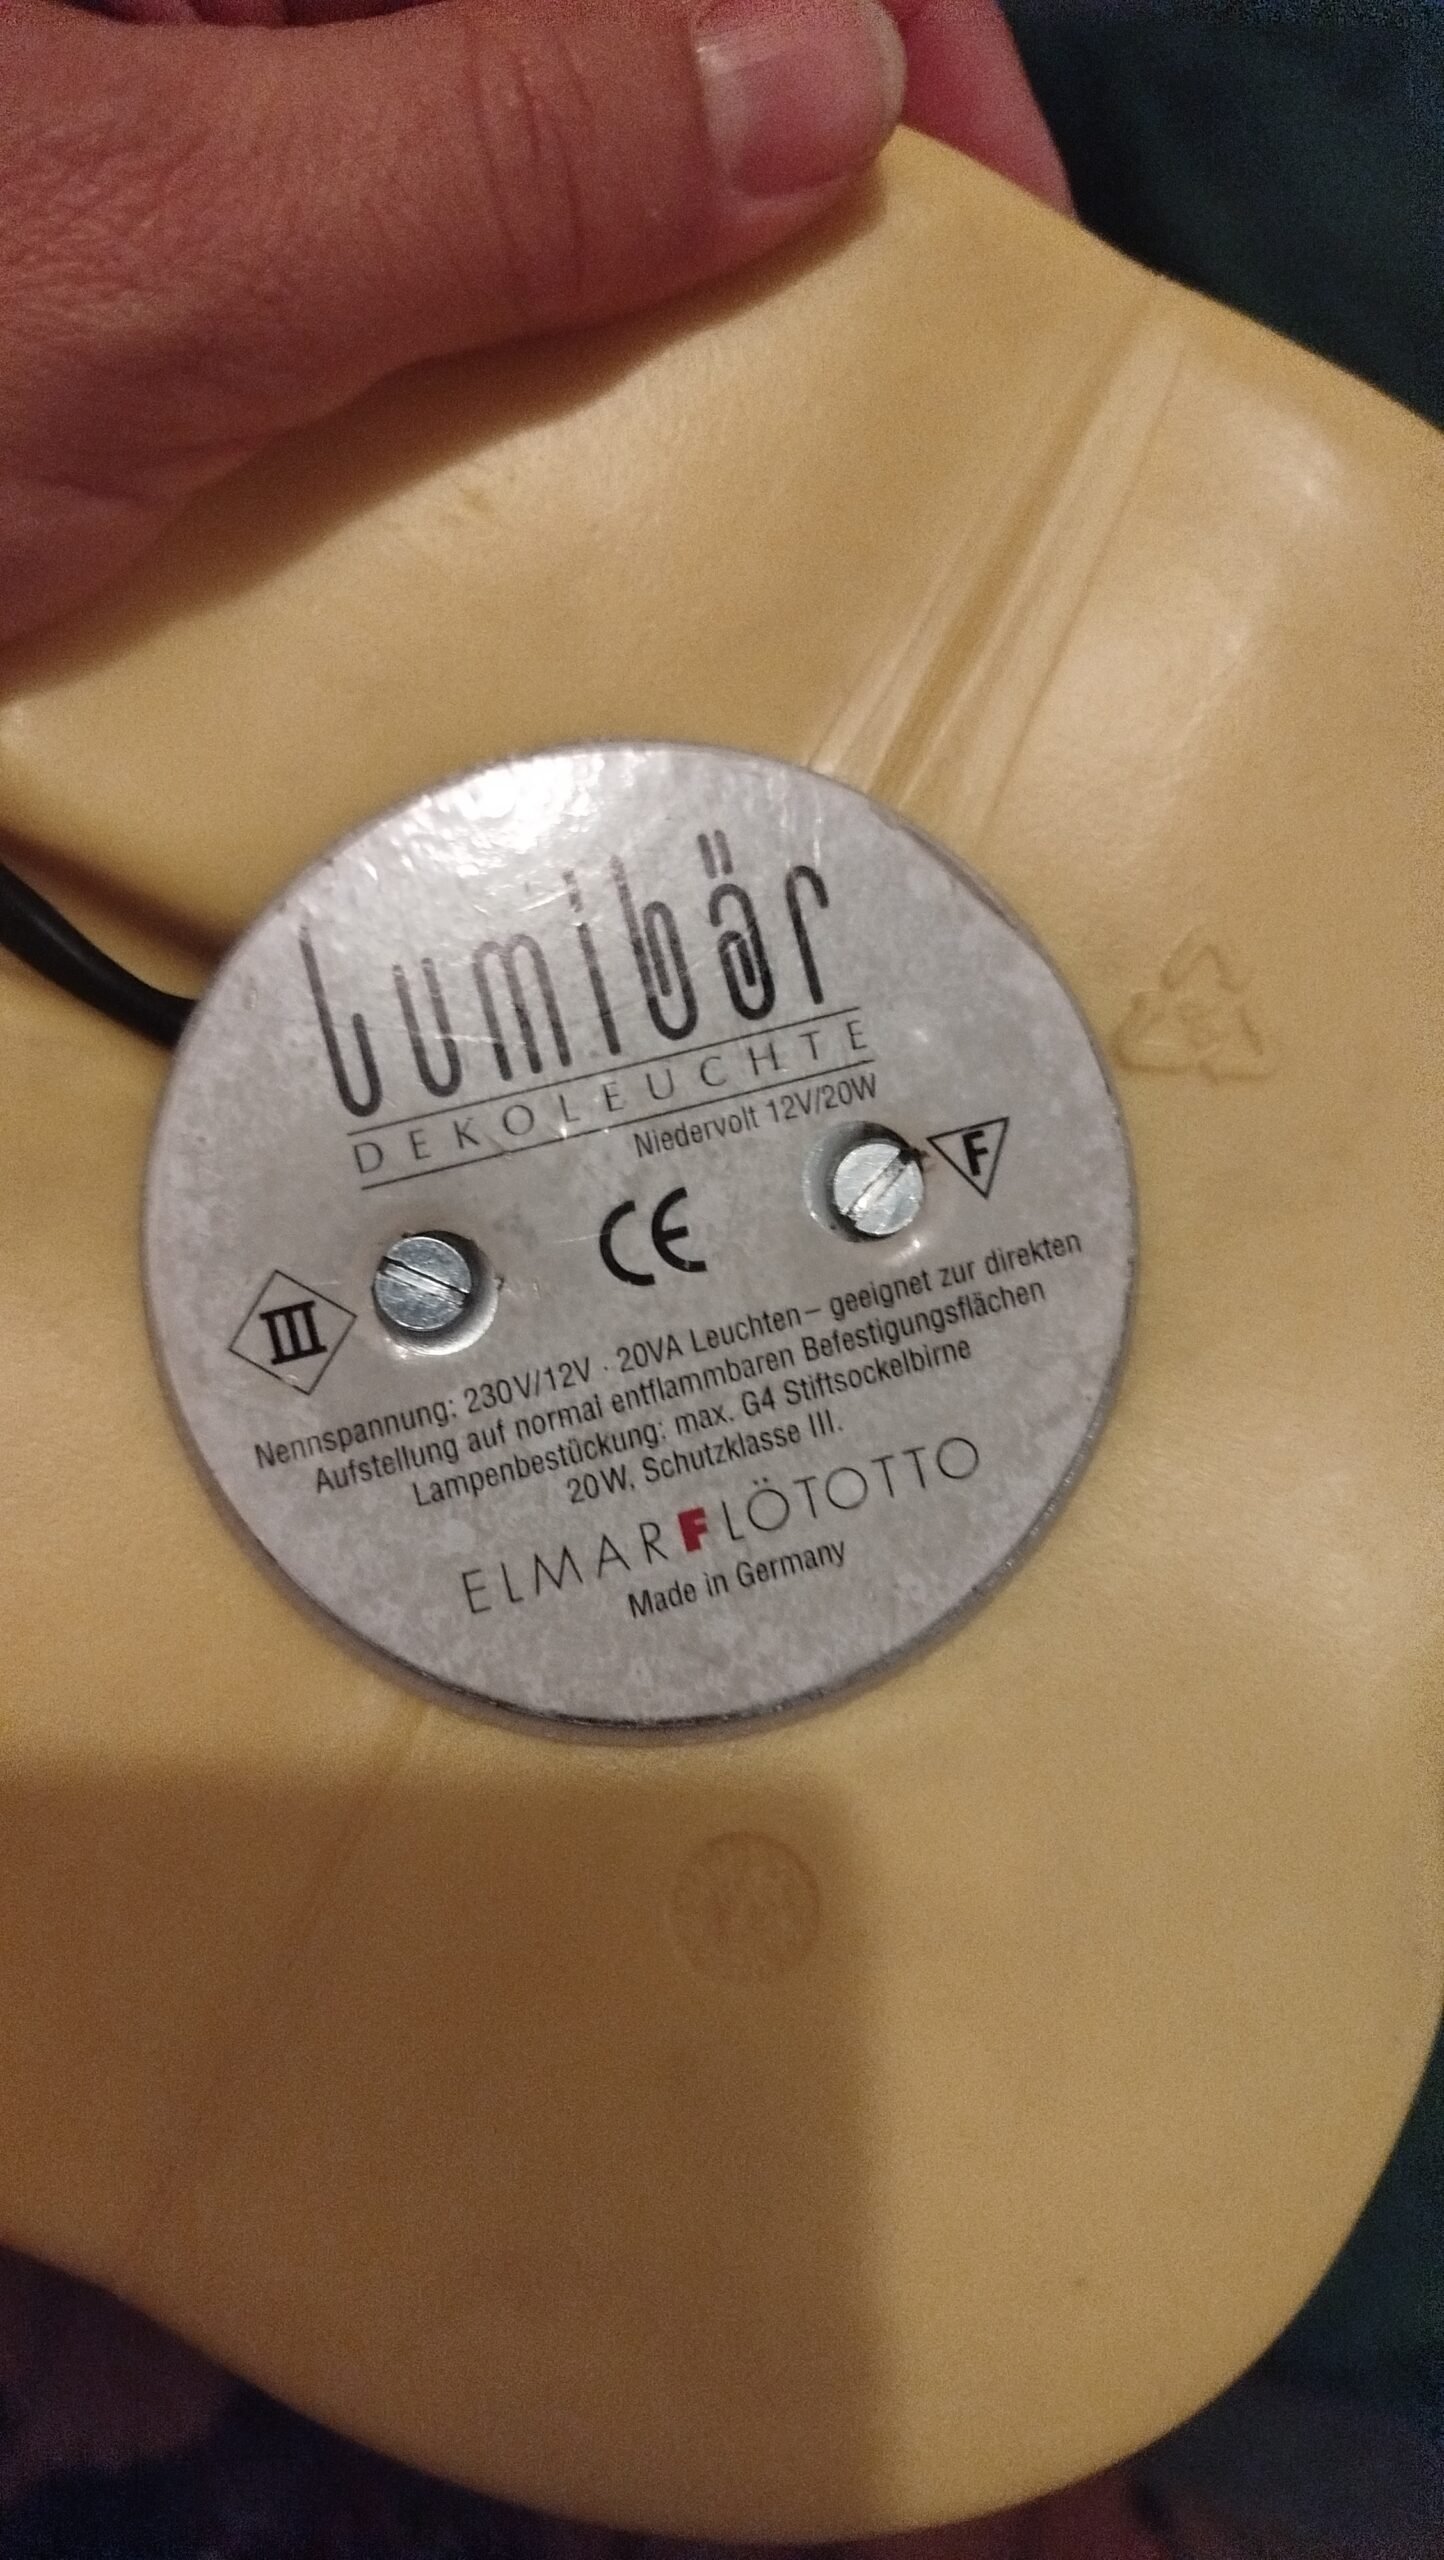 Lumibär
DEKOLEUCHTE
Niedervolt 12V/20W
F
CE
III
Nennspannung: 230V/12V · 20VA Leuchten – geeignet zur direkten
Aufstellung auf normal entflammbaren Befestigungsflächen
Lampenbestückung: max. G4 Stiftsockelbirne
20W, Schutzklasse III.
ELMARFLÖTOTTO
Made in Germany